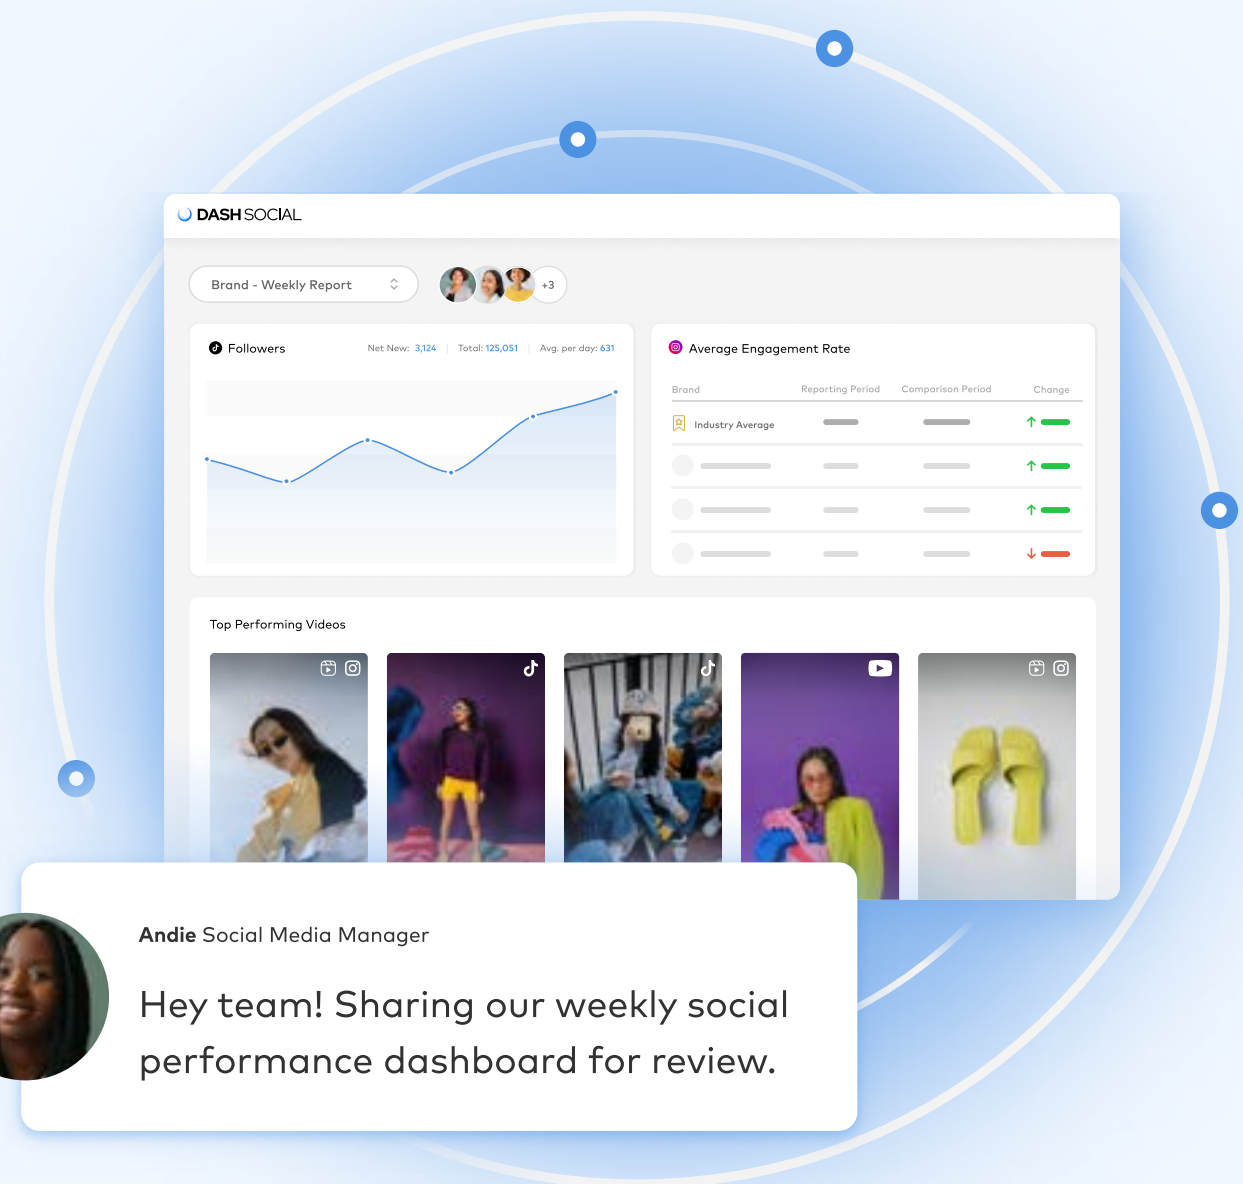 DASH SOCIAL
Brand - Weekly Report
+3
Followers
Net New: 3,124
Total: 125,051
Avg. per day: 631
Average Engagement Rate
Brand Reporting Period Comparison Period Change
Industry Average
Top Performing Videos
Andie Social Media Manager
Hey team! Sharing our weekly social
performance dashboard for review.